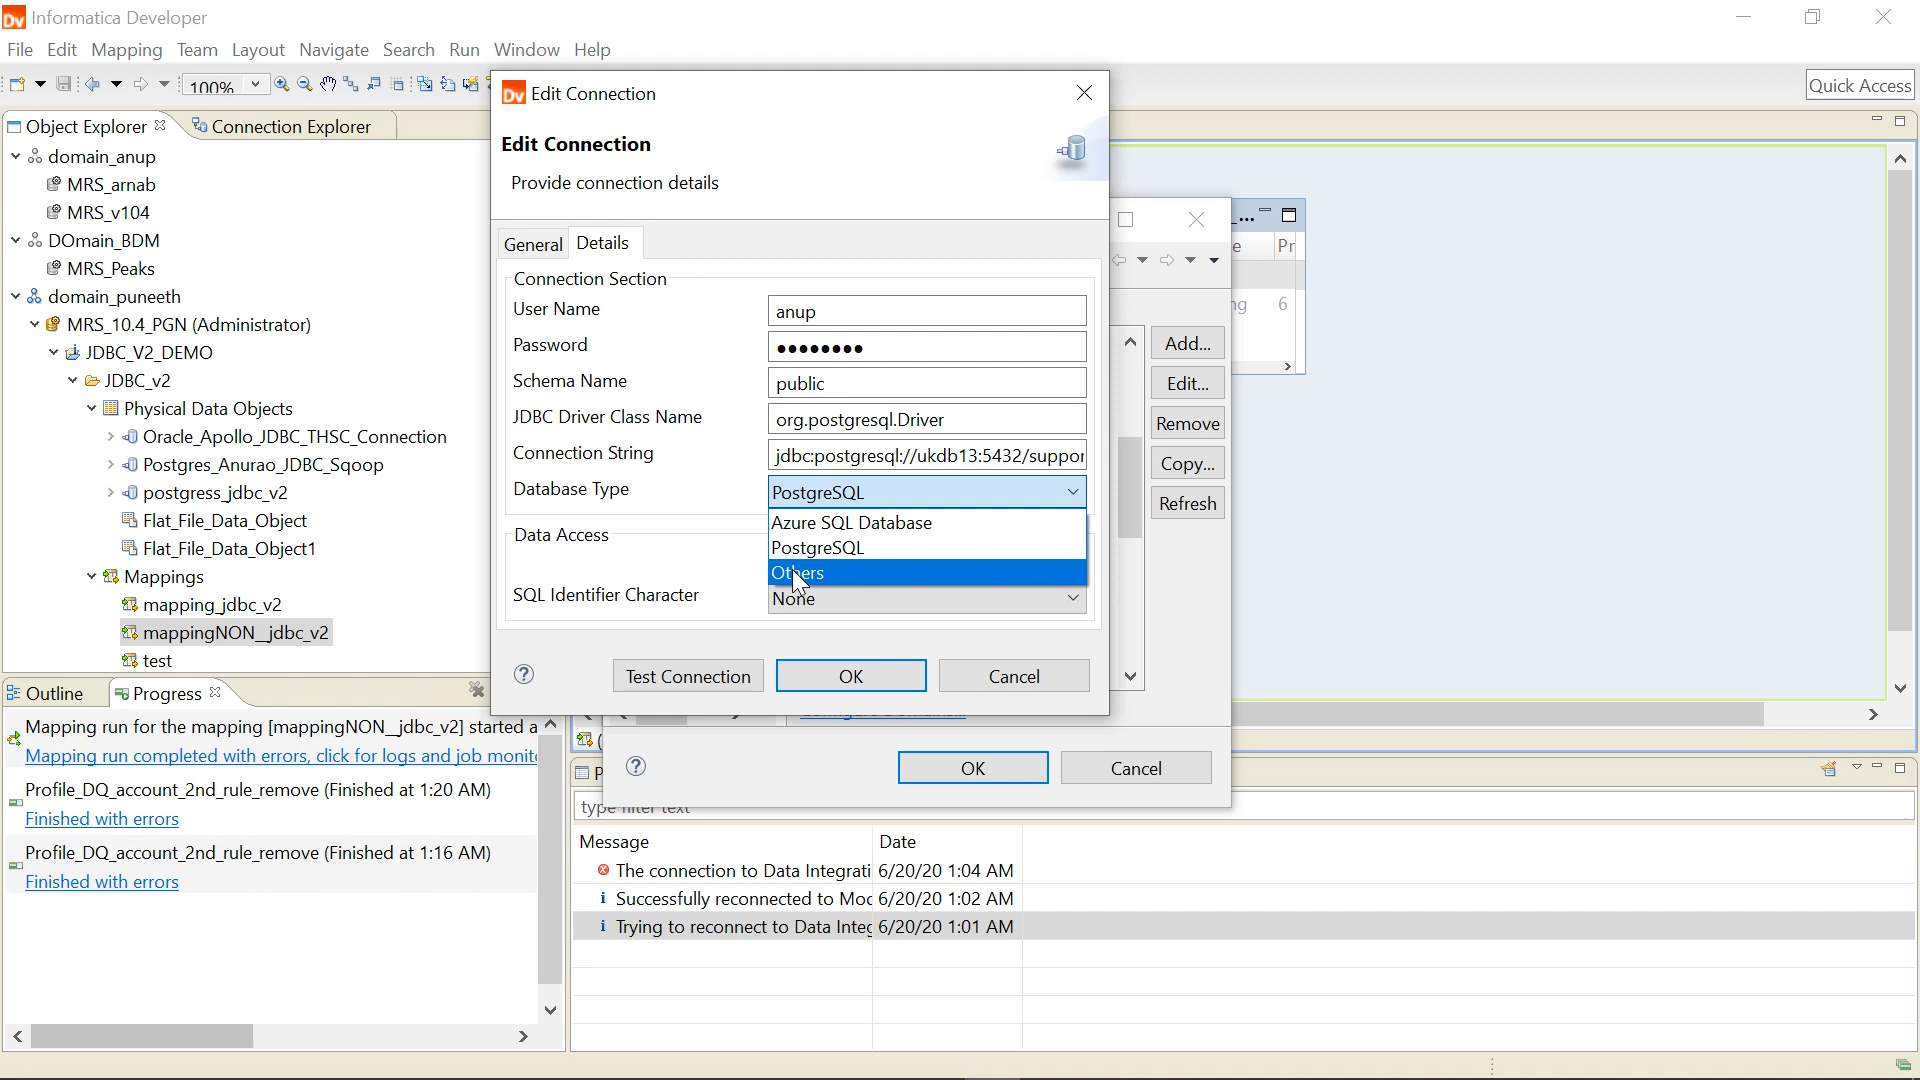 Dv Informatica Developer
File Edit Mapping Team Layout Navigate Search Run Window Help
100%
Quick Access
Object Explorer
Connection Explorer
domain_anup
MRS_arnab
MRS_v104
DOmain_BDM
MRS_Peaks
domain_puneeth
MRS_10.4_PGN (Administrator)
JDBC_V2_DEMO
JDBC_v2
Physical Data Objects
Oracle_Apollo_JDBC_THSC_Connection
Postgres_Anurao_JDBC_Sqoop
postgress_jdbc_v2
Flat_File_Data_Object
Flat_File_Data_Object1
Mappings
mapping_jdbc_v2
mappingNON_jdbc_v2
test
Dv Edit Connection
Edit Connection
Provide connection details
General Details
Connection Section
User Name anup
Password ●●●●●●●●
Schema Name public
JDBC Driver Class Name org.postgresql.Driver
Connection String jdbc:postgresql://ukdb13:5432/suppor
Database Type PostgreSQL
Azure SQL Database
PostgreSQL
Others
Data Access
SQL Identifier Character None
Test Connection OK Cancel
Add...
Edit...
Remove
Copy...
Refresh
... 
e Pr
ng 6
OK Cancel
Outline
Progress
Mapping run for the mapping [mappingNON_jdbc_v2] started a
Mapping run completed with errors, click for logs and job monit
Profile_DQ_account_2nd_rule_remove (Finished at 1:20 AM)
Finished with errors
Profile_DQ_account_2nd_rule_remove (Finished at 1:16 AM)
Finished with errors
type filter text
Message Date
The connection to Data Integrati 6/20/20 1:04 AM
Successfully reconnected to Moc 6/20/20 1:02 AM
Trying to reconnect to Data Integ 6/20/20 1:01 AM